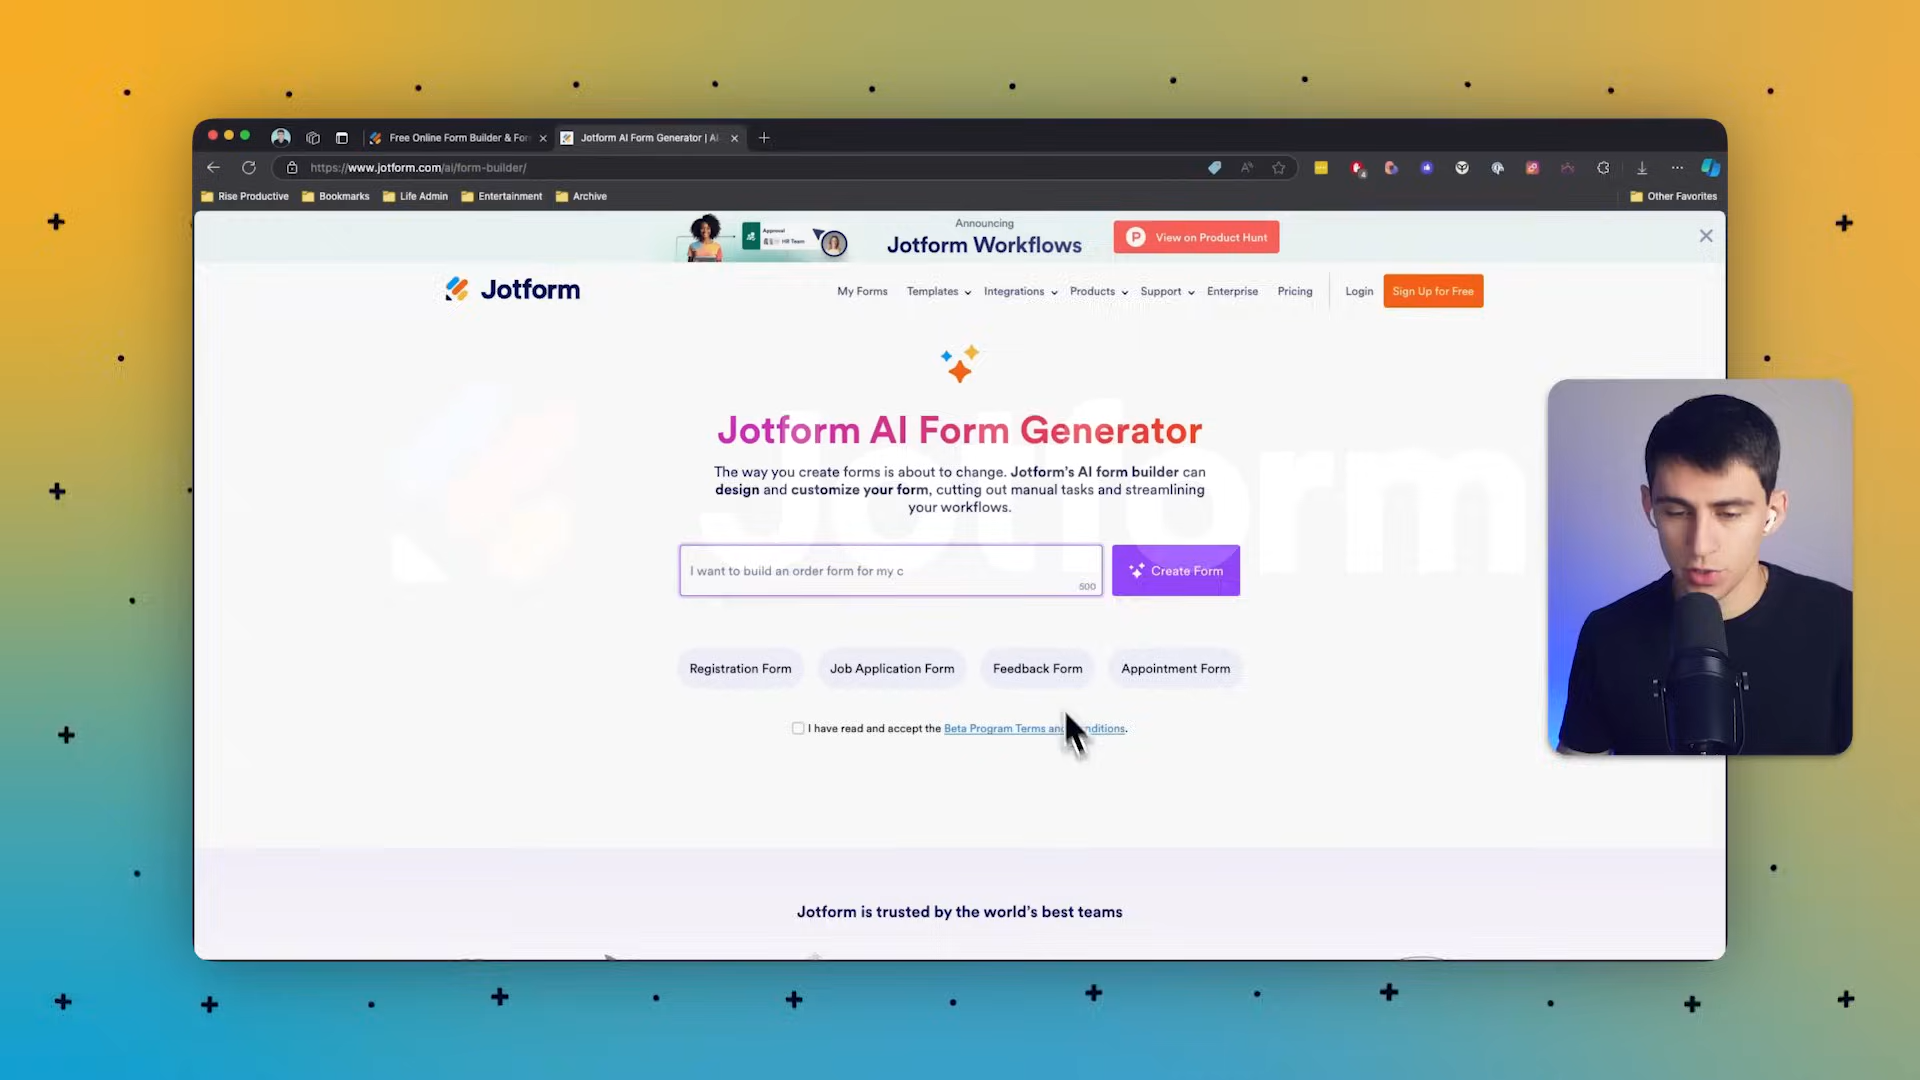 Free Online Form Builder & For
Jotform AI Form Generator | AI
https://www.jotform.com/ai/form-builder/
Rise Productive
Bookmarks
Life Admin
Entertainment
Archive
Other Favorites
Approval
HR Team
Announcing
Jotform Workflows
View on Product Hunt
Jotform
My Forms
Templates
Integrations
Products
Support
Enterprise
Pricing
Login
Sign Up for Free
Jotform
Jotform AI Form Generator
The way you create forms is about to change. Jotform's AI form builder can
design and customize your form, cutting out manual tasks and streamlining
your workflows.
I want to build an order form for my c
500
Create Form
Registration Form
Job Application Form
Feedback Form
Appointment Form
I have read and accept the Beta Program Terms and nditions.
Jotform is trusted by the world's best teams